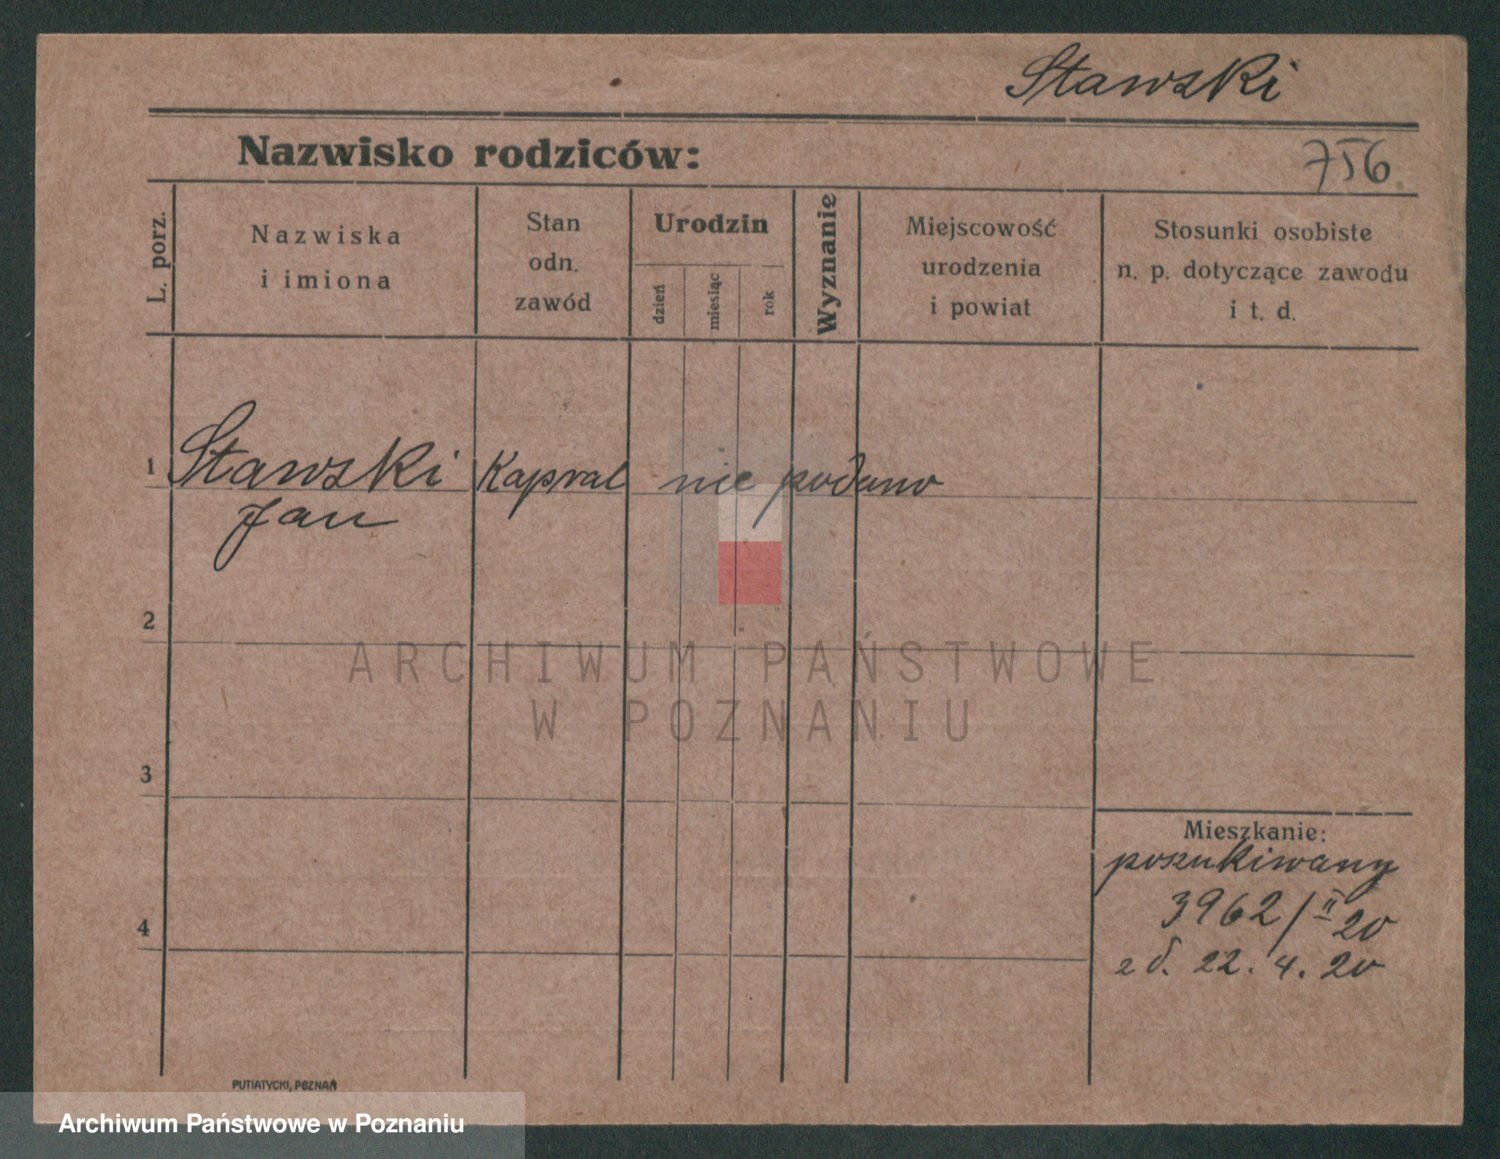 Stawski
Nazwisko rodziców:
756
L. porz.
Nazwiska
i imiona
Stan
odn.
zawód
Urodzin
dzień
miesiąc
rok
Wyznanie
Miejscowość
urodzenia
i powiat
Stosunki osobiste
n. p. dotyczące zawodu
i t. d.
1 Stawski Kapral nie podano
Jan
2
ARCHIWUM PAŃSTWOWE
W POZNANIU
3
Mieszkanie:
poszukiwany
3962/II 20
4
z d. 22. 4. 20
PUTIATYCKI, POZNAŃ
Archiwum Państwowe w Poznaniu